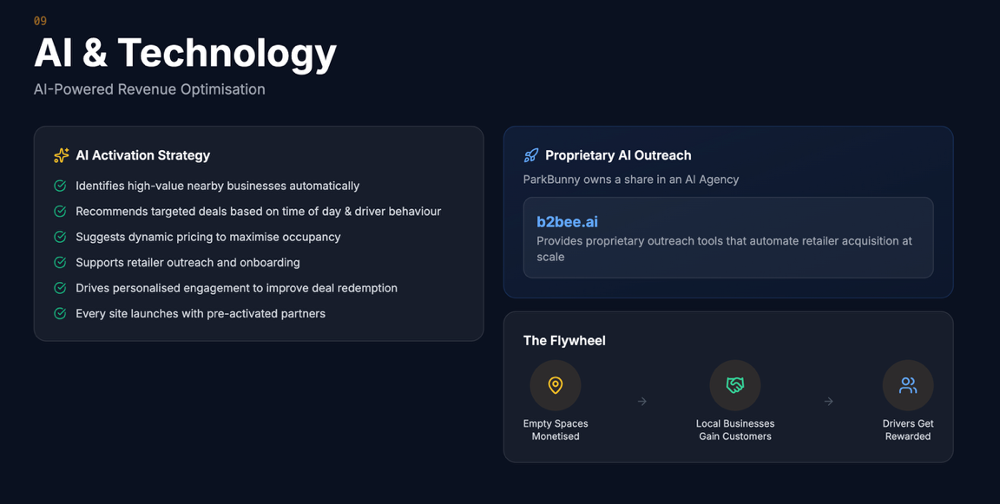 09
AI & Technology
AI-Powered Revenue Optimisation
AI Activation Strategy
Identifies high-value nearby businesses automatically
Recommends targeted deals based on time of day & driver behaviour
Suggests dynamic pricing to maximise occupancy
Supports retailer outreach and onboarding
Drives personalised engagement to improve deal redemption
Every site launches with pre-activated partners
Proprietary AI Outreach
ParkBunny owns a share in an AI Agency
b2bee.ai
Provides proprietary outreach tools that automate retailer acquisition at
scale
The Flywheel
Empty Spaces
Monetised
Local Businesses
Gain Customers
Drivers Get
Rewarded